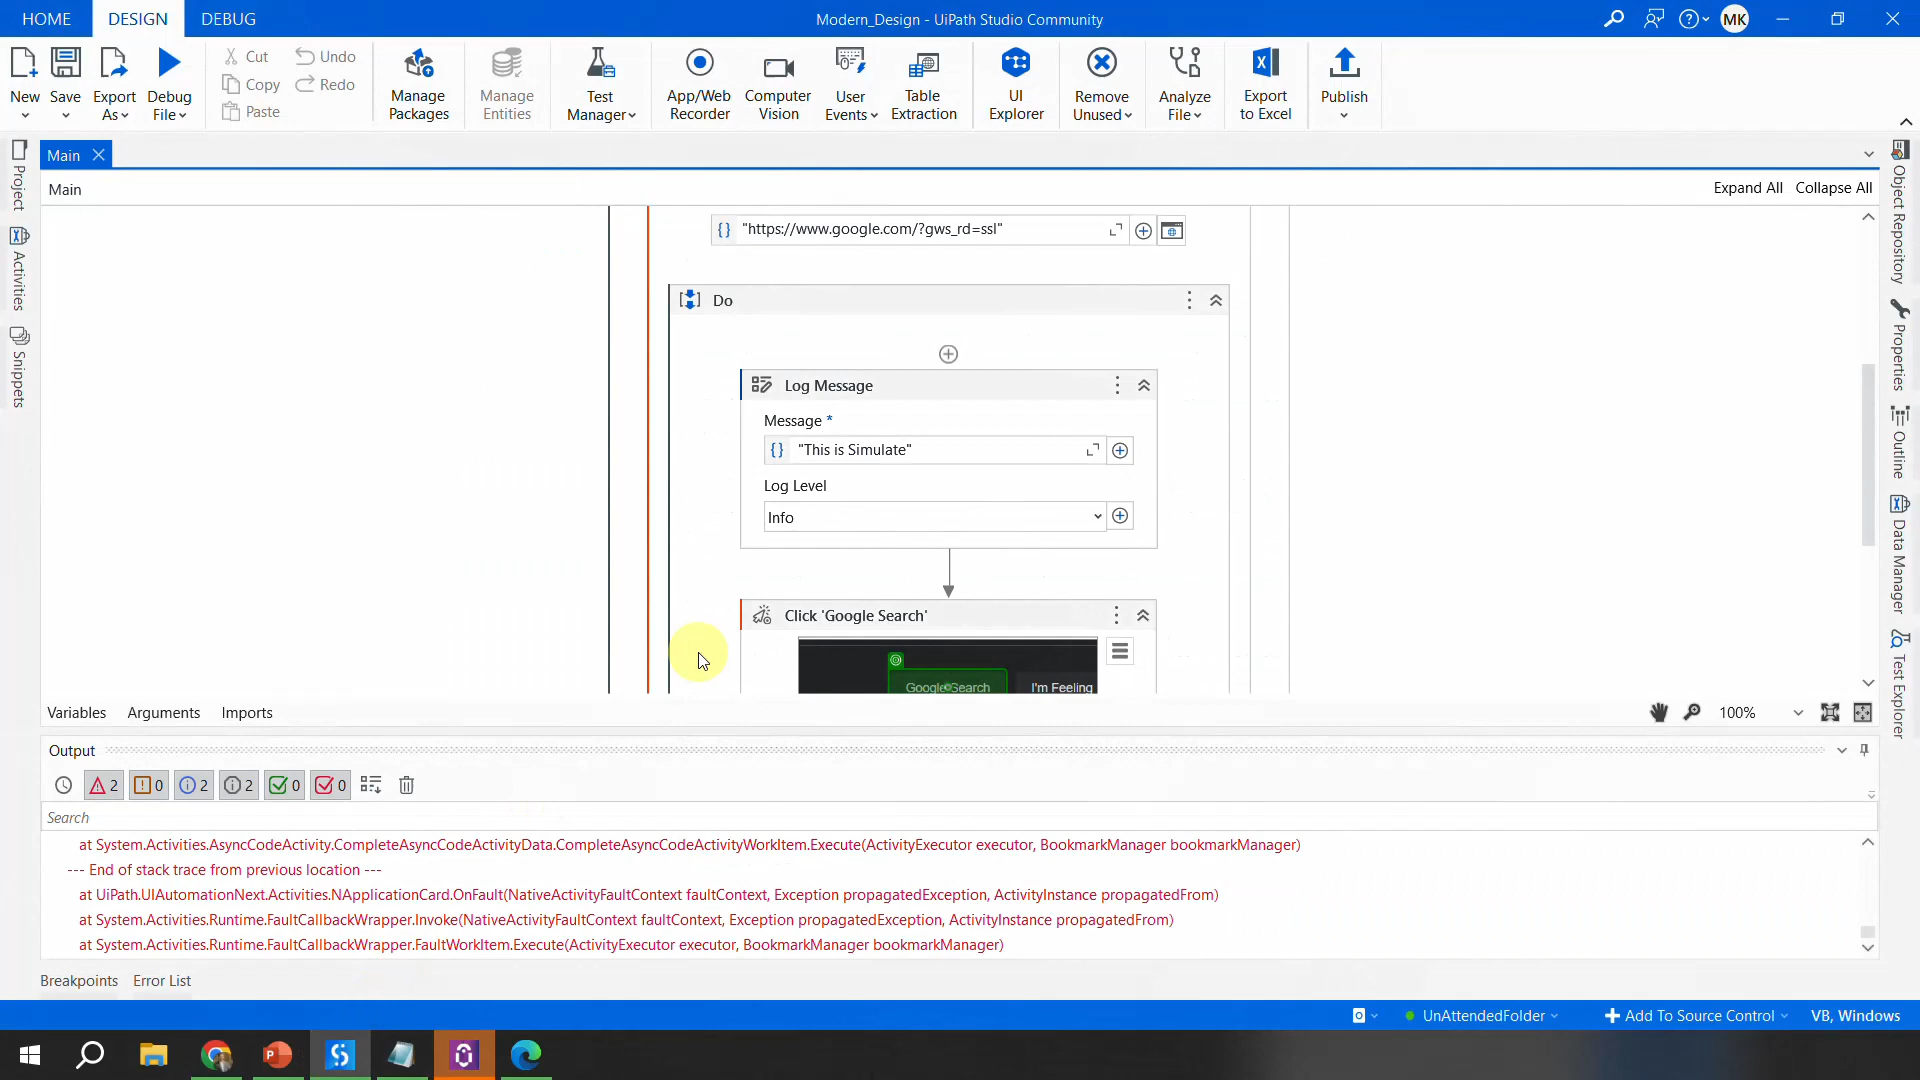 HOME DESIGN DEBUG
Modern_Design - UiPath Studio Community
MK
New
Save
Export As
Debug File
Cut
Copy
Paste
Undo
Redo
Manage Packages
Manage Entities
Test Manager
App/Web Recorder
Computer Vision
User Events
Table Extraction
UI Explorer
Remove Unused
Analyze File
Export to Excel
Publish
Main
Main
Expand All Collapse All
Project
Activities
Snippets
Object Repository
Properties
Outline
Data Manager
Test Explorer
"https://www.google.com/?gws_rd=ssl"
Do
Log Message
Message *
"This is Simulate"
Log Level
Info
Click 'Google Search'
Google Search
I'm Feeling
Variables Arguments Imports
100%
Output
2 0 2 2 0 0
Search
at System.Activities.AsyncCodeActivity.CompleteAsyncCodeActivityData.CompleteAsyncCodeActivityWorkItem.Execute(ActivityExecutor executor, BookmarkManager bookmarkManager)
--- End of stack trace from previous location ---
at UiPath.UIAutomationNext.Activities.NApplicationCard.OnFault(NativeActivityFaultContext faultContext, Exception propagatedException, ActivityInstance propagatedFrom)
at System.Activities.Runtime.FaultCallbackWrapper.Invoke(NativeActivityFaultContext faultContext, Exception propagatedException, ActivityInstance propagatedFrom)
at System.Activities.Runtime.FaultCallbackWrapper.FaultWorkItem.Execute(ActivityExecutor executor, BookmarkManager bookmarkManager)
Breakpoints Error List
UnAttendedFolder
Add To Source Control
VB, Windows